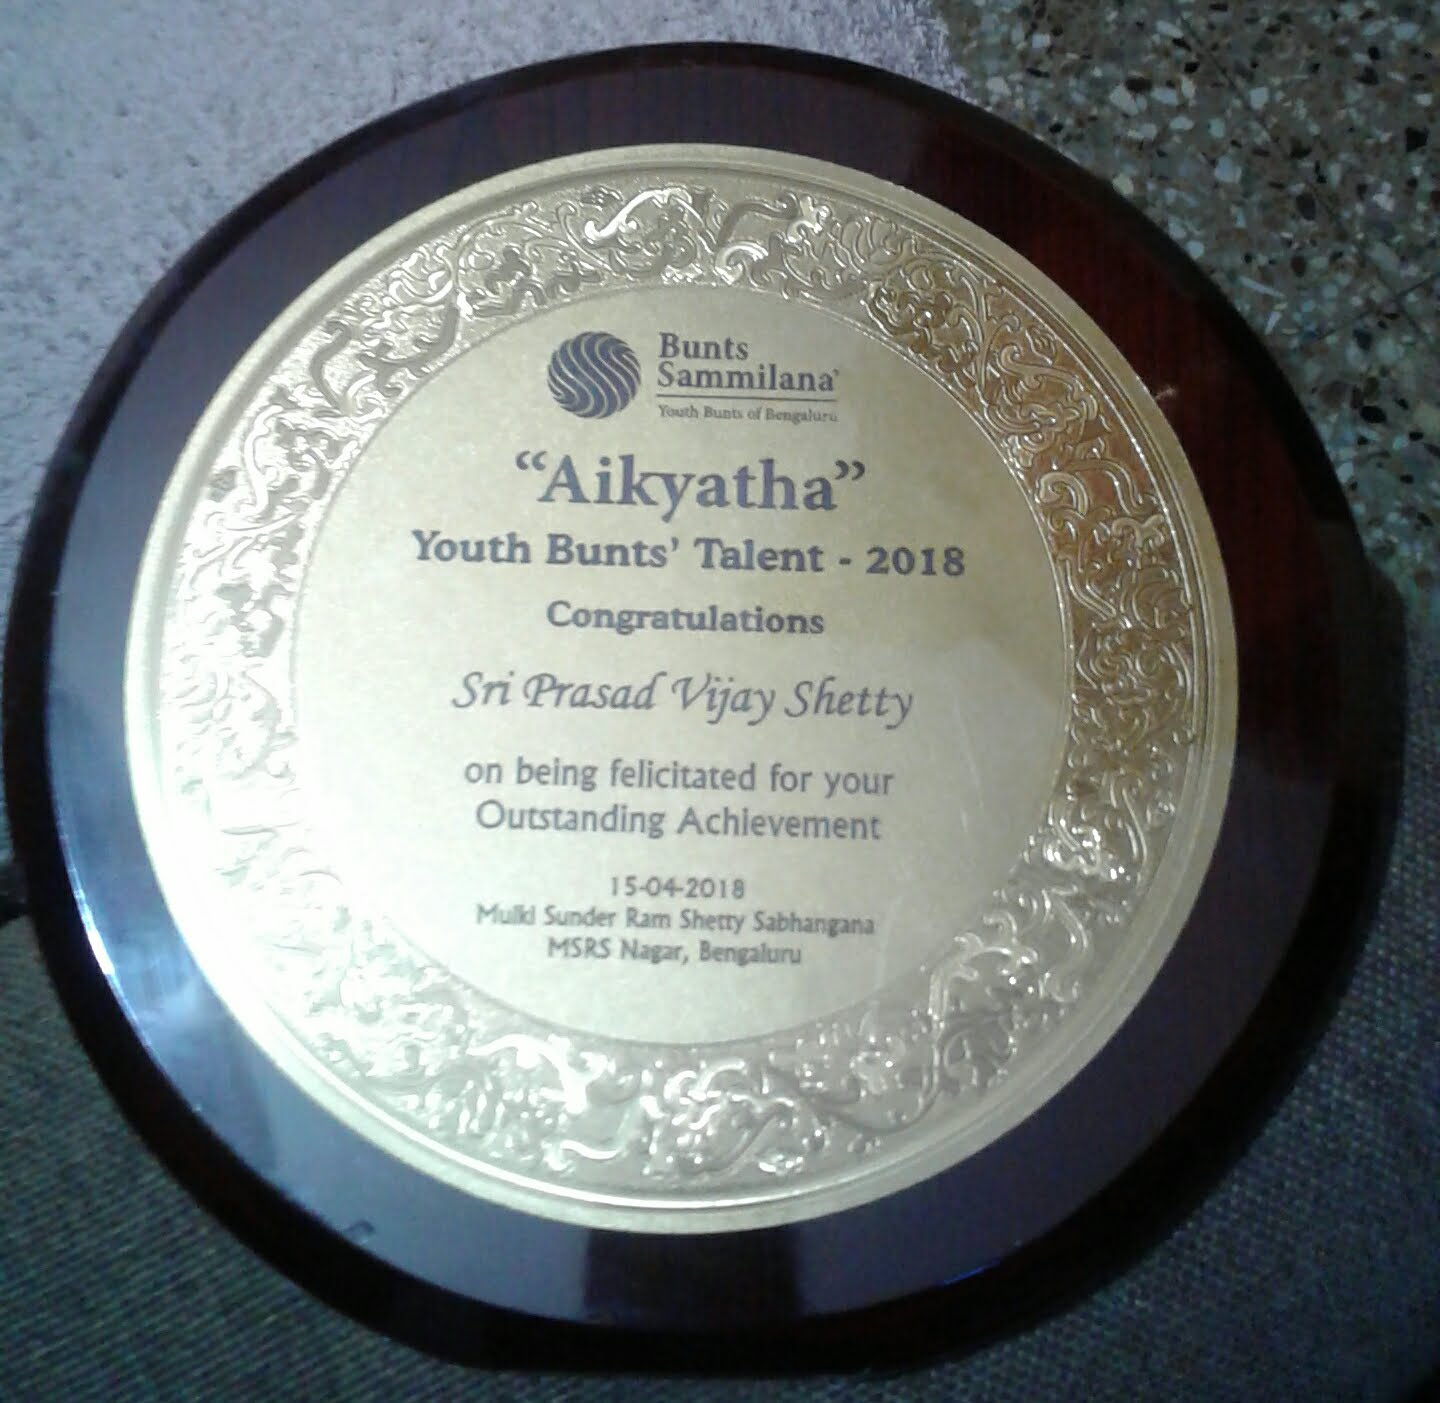 Bunts
Sammilana
Youth Bunts of Bengaluru
“Aikyatha”
Youth Bunts’ Talent - 2018
Congratulations
Sri Prasad Vijay Shetty
on being felicitated for your
Outstanding Achievement
15-04-2018
Mulki Sunder Ram Shetty Sabhangana
MSRS Nagar, Bengaluru